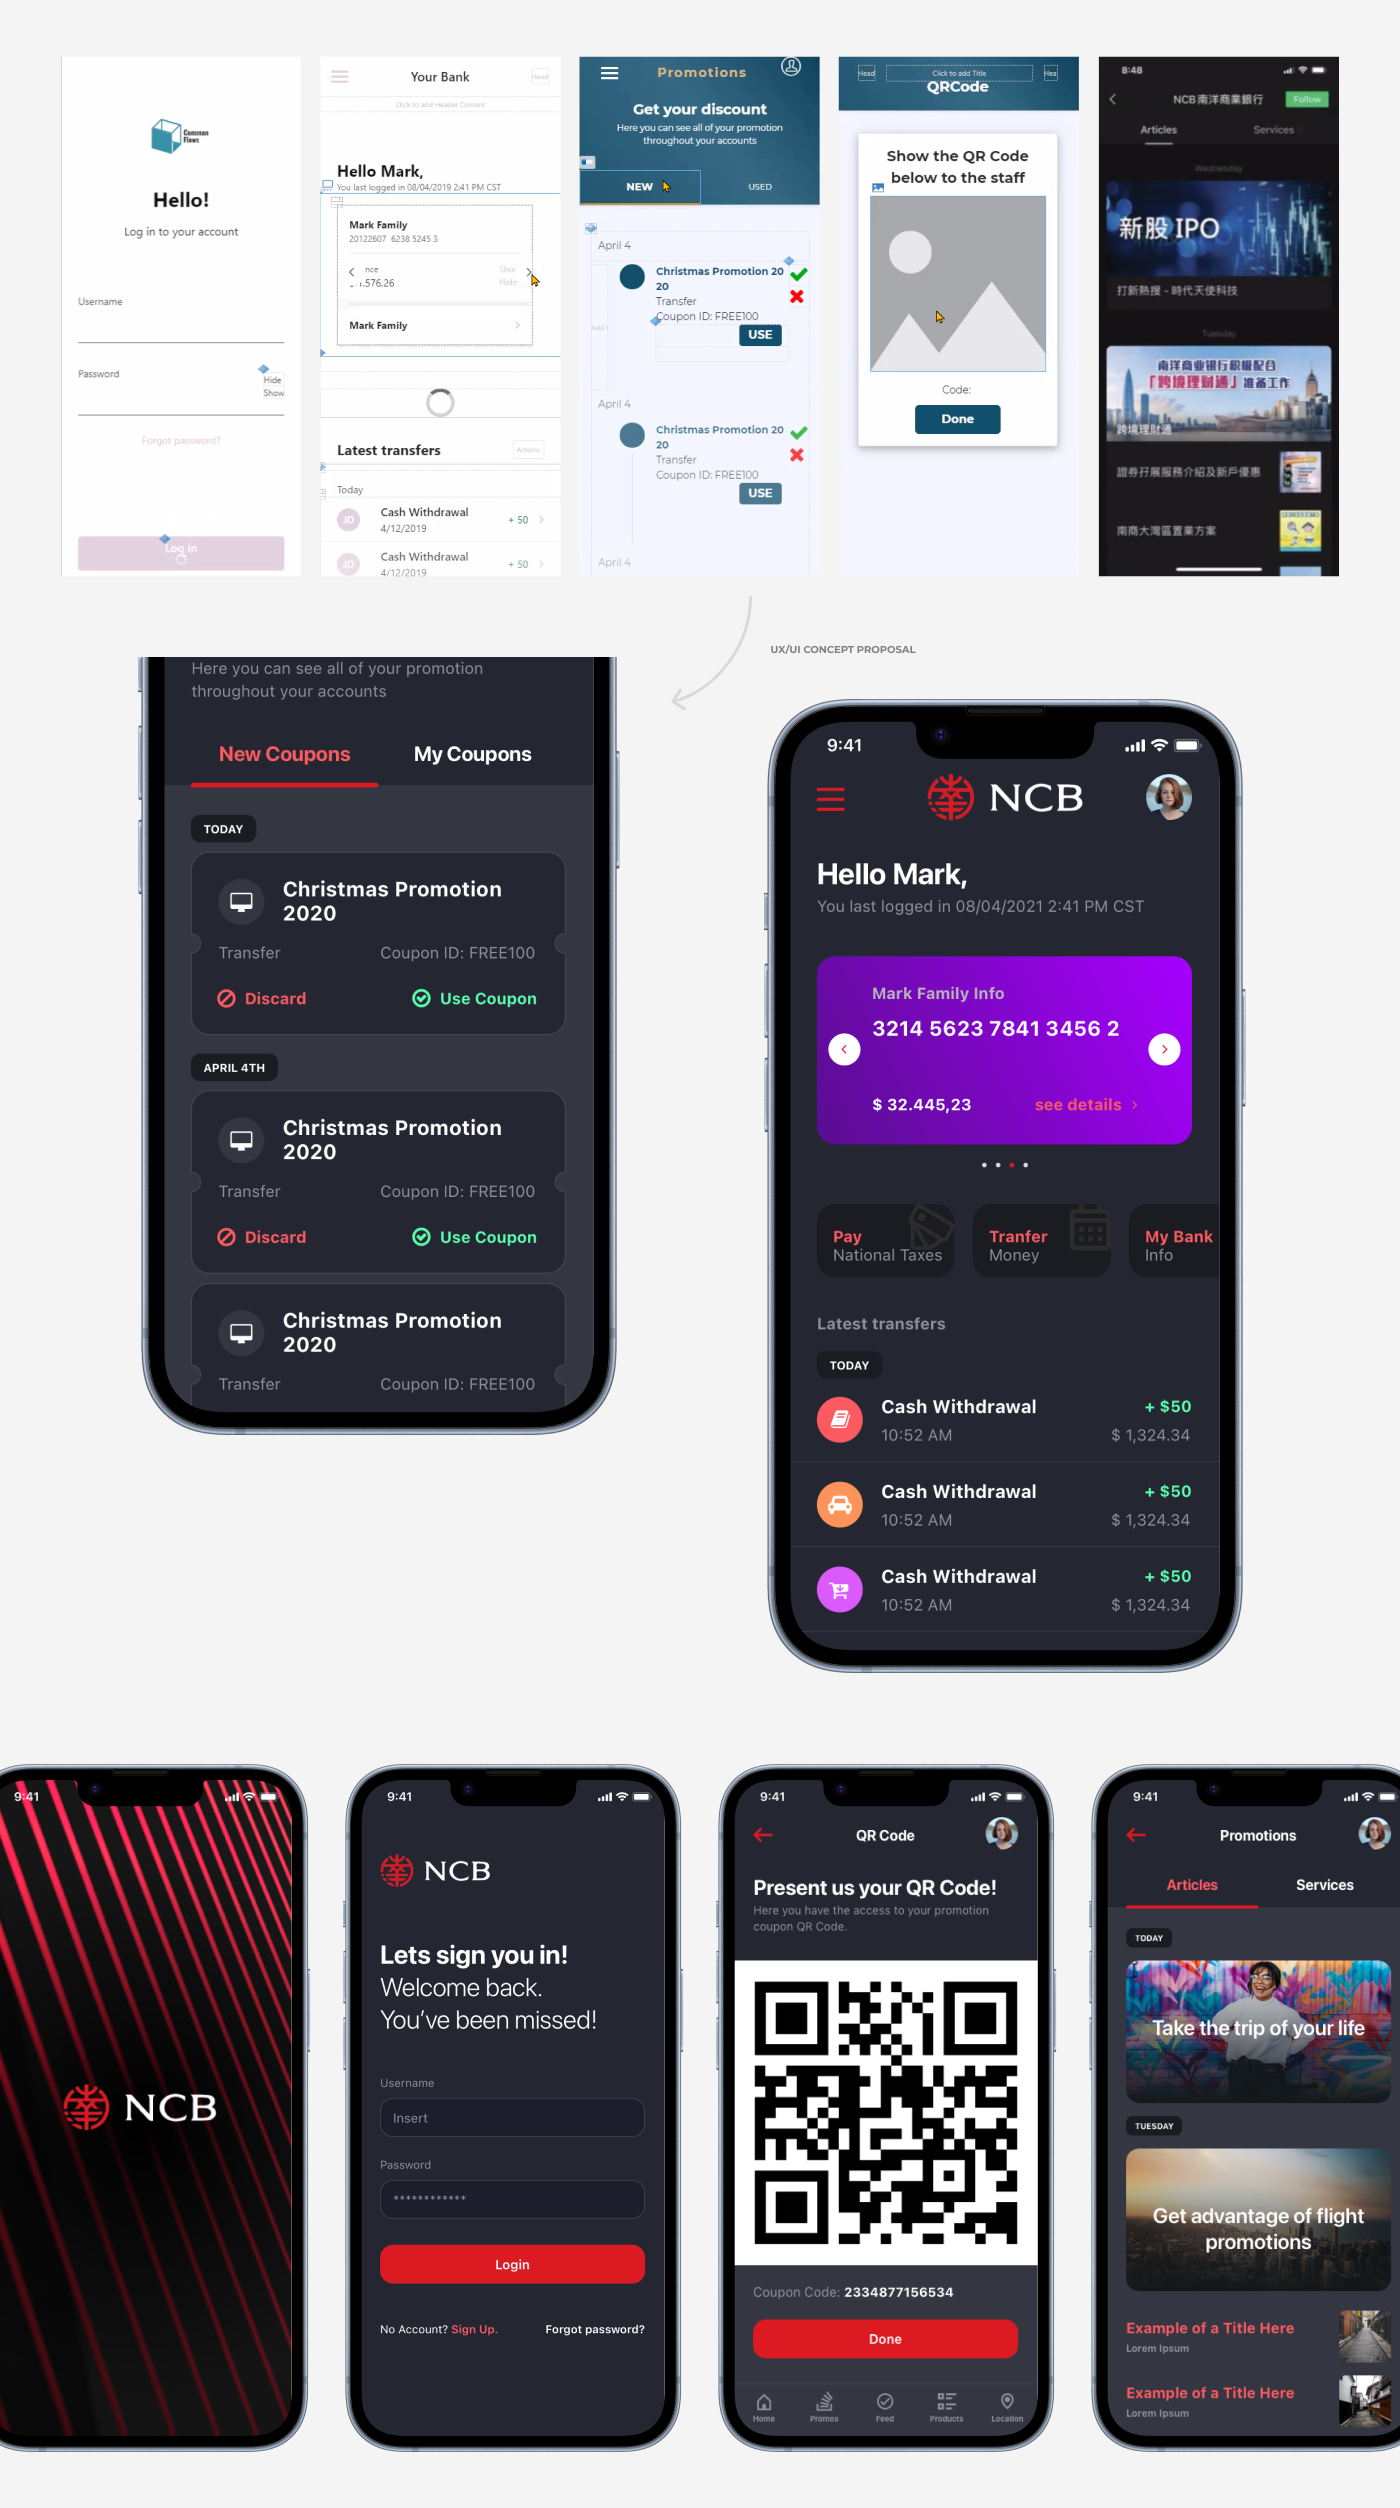 Common
Flows
Hello!
Log in to your account
Username
Password
Hide
Show
Forgot password?
Log in
Your Bank
Head
Click to add Header Content
Hello Mark,
You last logged in 08/04/2019 2:41 PM CST
Mark Family
20122607 6238 5245 3
nce
.576,26
Slice
Hide
Mark Family
Latest transfers
Actions
Today
JD
Cash Withdrawal
4/12/2019
+ 50
JD
Cash Withdrawal
4/12/2019
+ 50
Promotions
Get your discount
Here you can see all of your promotion
throughout your accounts
NEW
USED
April 4
Christmas Promotion 20
20
Transfer
Coupon ID: FREE100
USE
April 4
Christmas Promotion 20
20
Transfer
Coupon ID: FREE100
USE
April 4
Head
Click to add Title
Hea
QRCode
Show the QR Code
below to the staff
Code:
Done
8:48
NCB 南洋商業銀行
Follow
Articles
Services
Wednesday
新股 IPO
打新熱搜 - 時代天使科技
Tuesday
南洋商业银行积极配合
「跨境理财通」准备工作
跨境理財通
證券孖展服務介紹及新戶優惠
南商大灣區置業方案
UX/UI CONCEPT PROPOSAL
Here you can see all of your promotion
throughout your accounts
New Coupons
My Coupons
TODAY
Christmas Promotion
2020
Transfer
Coupon ID: FREE100
Discard
Use Coupon
APRIL 4TH
Christmas Promotion
2020
Transfer
Coupon ID: FREE100
Discard
Use Coupon
Christmas Promotion
2020
Transfer
Coupon ID: FREE100
9:41
NCB
Hello Mark,
You last logged in 08/04/2021 2:41 PM CST
Mark Family Info
3214 5623 7841 3456 2
$ 32.445,23
see details
Pay
National Taxes
Tranfer
Money
My Bank
Info
Latest transfers
TODAY
Cash Withdrawal
+ $50
10:52 AM
$ 1,324.34
Cash Withdrawal
+ $50
10:52 AM
$ 1,324.34
Cash Withdrawal
+ $50
10:52 AM
$ 1,324.34
9:41
NCB
9:41
NCB
Lets sign you in!
Welcome back.
You've been missed!
Username
Insert
Password
************
Login
No Account? Sign Up.
Forgot password?
9:41
QR Code
Present us your QR Code!
Here you have the access to your promotion
coupon QR Code.
Coupon Code: 2334877156534
Done
Home
Promos
Feed
Products
Location
9:41
Promotions
Articles
Services
TODAY
Take the trip of your life
TUESDAY
Get advantage of flight
promotions
Example of a Title Here
Lorem Ipsum
Example of a Title Here
Lorem Ipsum